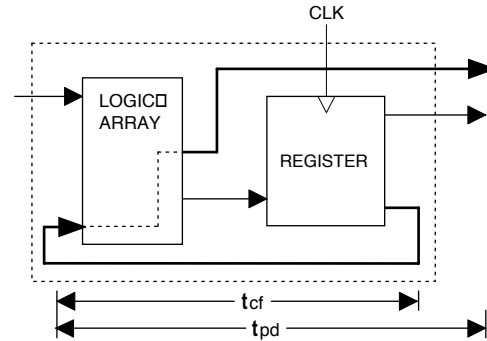 CLK
LOGIC□
ARRAY
REGISTER
tcf
tpd